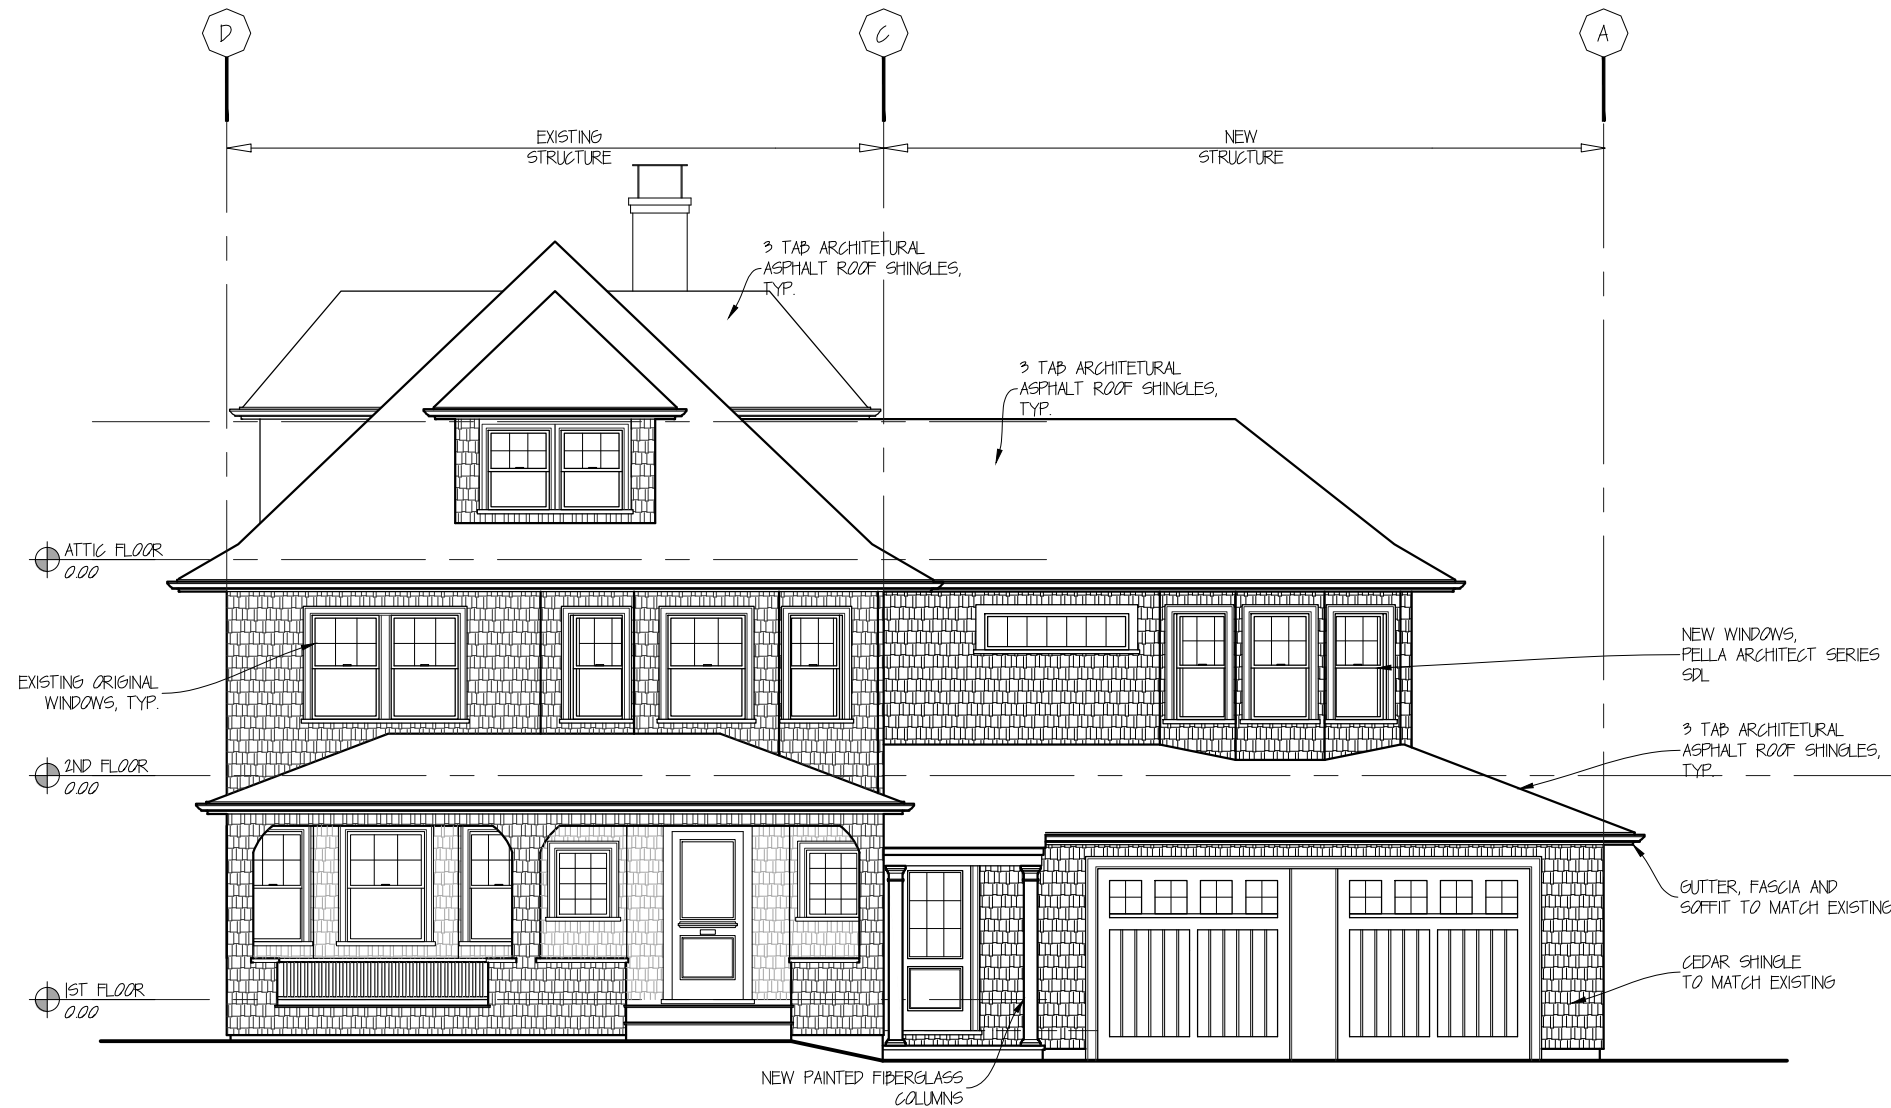 D
C
A
EXISTING
STRUCTURE
NEW
STRUCTURE
3 TAB ARCHITETURAL
ASPHALT ROOF SHINGLES,
TYP.
3 TAB ARCHITETURAL
ASPHALT ROOF SHINGLES,
TYP.
ATTIC FLOOR
0.00
EXISTING ORIGINAL
WINDOWS, TYP.
NEW WINDOWS,
PELLA ARCHITECT SERIES
SDL
3 TAB ARCHITETURAL
ASPHALT ROOF SHINGLES,
TYP.
2ND FLOOR
0.00
GUTTER, FASCIA AND
SOFFIT TO MATCH EXISTING
CEDAR SHINGLE
TO MATCH EXISTING
1ST FLOOR
0.00
NEW PAINTED FIBERGLASS
COLUMNS